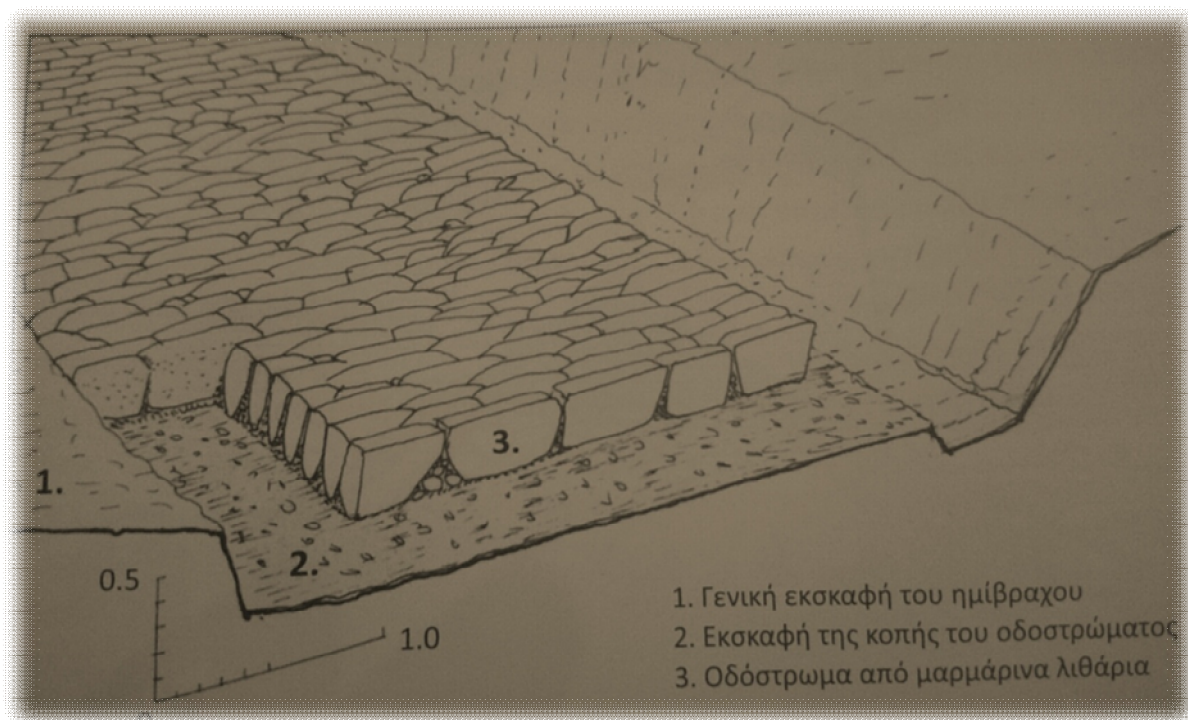 3.
1.
2.
0.5
1.0
1. Γενική εκσκαφή του ημίβραχου
2. Εκσκαφή της κοπής του οδοστρώματος
3. Οδόστρωμα από μαρμάρινα λιθάρια